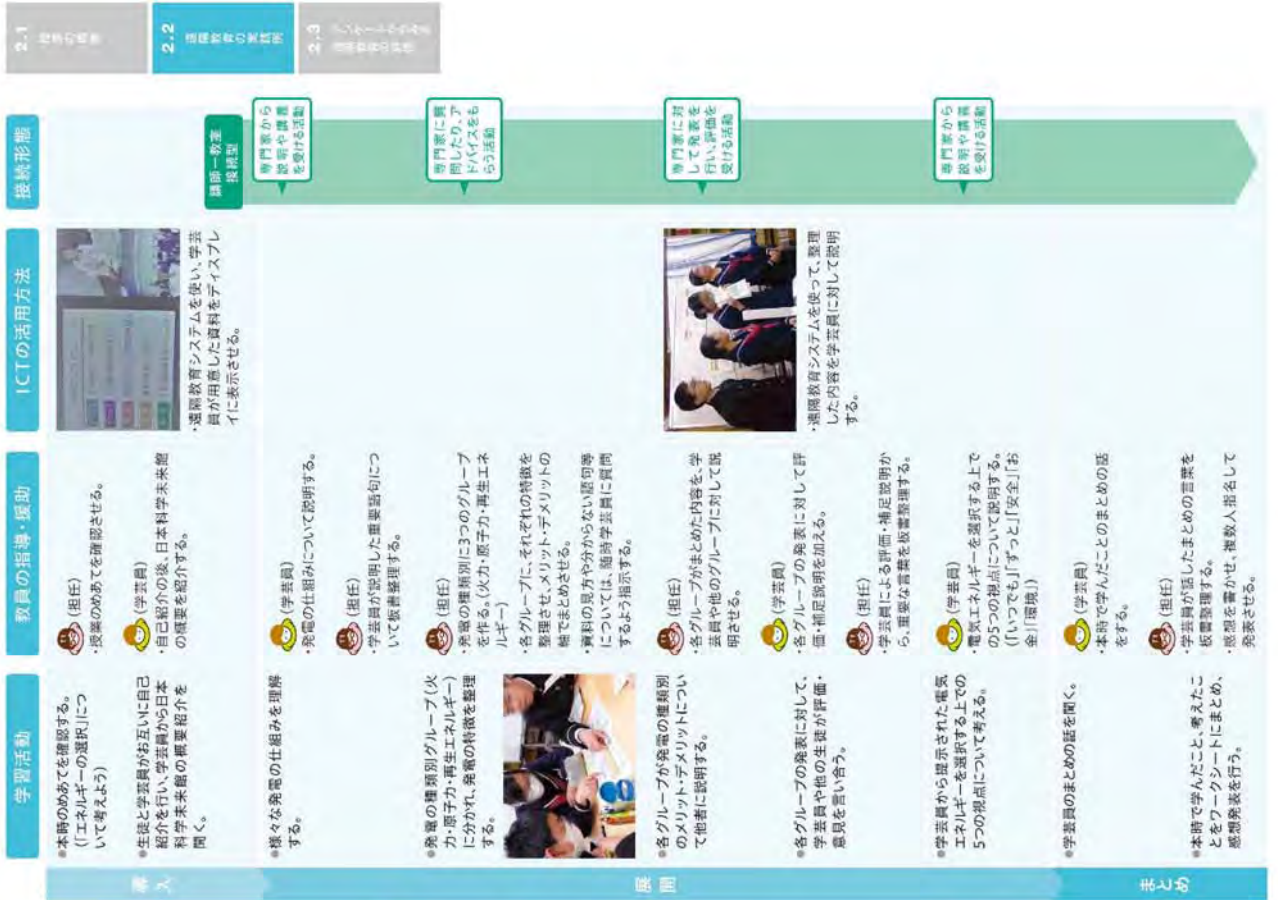 2.1
授業の概要
2.2
遠隔教育の実践例
2.3
遠隔教育の
学習活動
教員の指導・援助
ICTの活用方法
接続形態
導入
●本時のめあてを確認する。
(「エネルギーの選択」につ
いて考えよう)
●生徒と学芸員がお互いに自己
紹介を行い、学芸員から日本
科学未来館の概要紹介を
聞く。
(担任)
・授業のめあてを確認させる。
(学芸員)
・自己紹介の後、日本科学未来館
の概要を紹介する。
・遠隔教育システムを使い、学芸
員が用意した資料をディスプレ
イに表示させる。
講師―教室
接続型
展開
●様々な発電の仕組みを理解
する。
(学芸員)
・発電の仕組みについて説明する。
(担任)
・学芸員が説明した重要語句につ
いて板書整理する。
専門家から
説明や講義
を受ける活動
●発電の種類別グループ(火
力・原子力・再生エネルギー)
に分かれ、発電の特徴を整理
する。
(担任)
・発電の種類別に3つのグループ
を作る。(火力・原子力・再生エネ
ルギー)
・各グループに、それぞれの特徴を
整理させ、メリット・デメリットの
軸でまとめさせる。
・資料の見方や分からない語句等
については、随時学芸員に質問
するよう指示する。
専門家に質
問したり、ア
ドバイスをも
らう活動
●各グループが発電の種類別
のメリット・デメリットについ
て他者に説明する。
(担任)
・各グループがまとめた内容を、学
芸員や他のグループに対して説
明させる。
・遠隔教育システムを使って、整理
した内容を学芸員に対して説明
する。
専門家に対
して発表を
行い、評価を
受ける活動
●各グループの発表に対して、
学芸員や他の生徒が評価・
意見を言い合う。
(学芸員)
・各グループの発表に対して評
価・補足説明を加える。
(担任)
・学芸員による評価・補足説明か
ら、重要な言葉を板書整理する。
●学芸員から提示された電気
エネルギーを選択する上での
5つの視点について考える。
(学芸員)
・電気エネルギーを選択する上で
の5つの視点について説明する。
(「いつでも」「ずっと」「安全」「お
金」「環境」)
専門家から
説明や講義
を受ける活動
まとめ
●学芸員のまとめの話を聞く。
(学芸員)
・本時で学んだことのまとめの話
をする。
●本時で学んだこと、考えたこ
とをワークシートにまとめ、
感想発表を行う。
(担任)
・学芸員が話したまとめの言葉を
板書整理する。
・感想を書かせ、複数人指名して
発表させる。